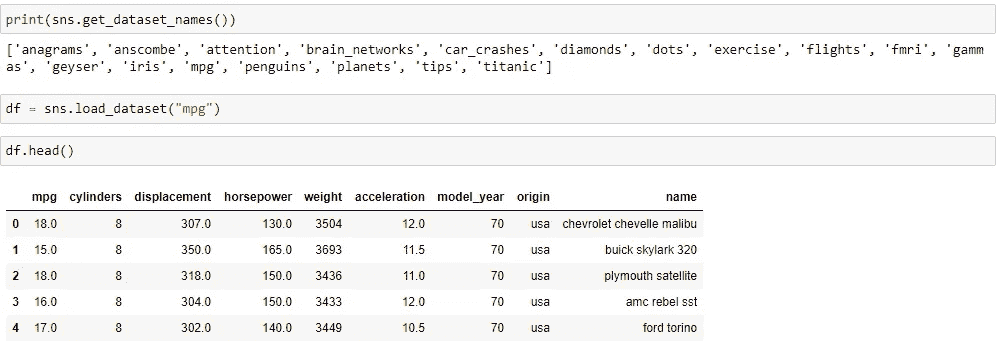 print(sns.get_dataset_names())
['anagrams', 'anscombe', 'attention', 'brain_networks', 'car_crashes', 'diamonds', 'dots', 'exercise', 'flights', 'fmri', 'gamm
as', 'geyser', 'iris', 'mpg', 'penguins', 'planets', 'tips', 'titanic']
df = sns.load_dataset("mpg")
df.head()
mpg cylinders displacement horsepower weight acceleration model_year origin name
0 18.0 8 307.0 130.0 3504 12.0 70 usa chevrolet chevelle malibu
1 15.0 8 350.0 165.0 3693 11.5 70 usa buick skylark 320
2 18.0 8 318.0 150.0 3436 11.0 70 usa plymouth satellite
3 16.0 8 304.0 150.0 3433 12.0 70 usa amc rebel sst
4 17.0 8 302.0 140.0 3449 10.5 70 usa ford torino